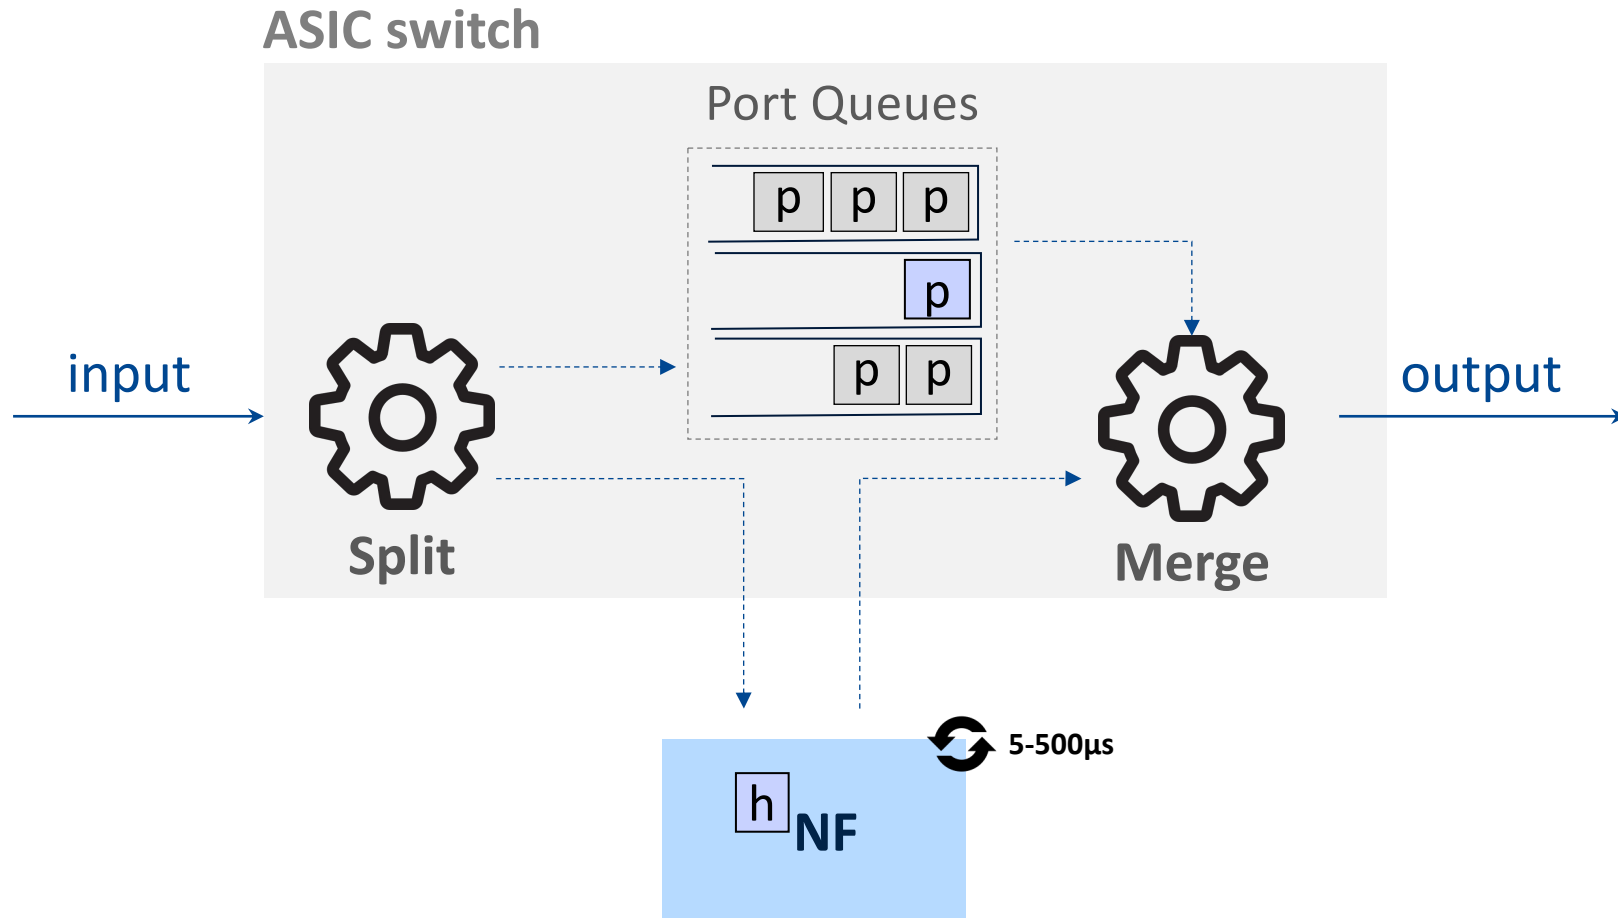 ASIC switch
Port Queues
p p p
p
p p
input
output
Split
Merge
5-500µs
h
NF